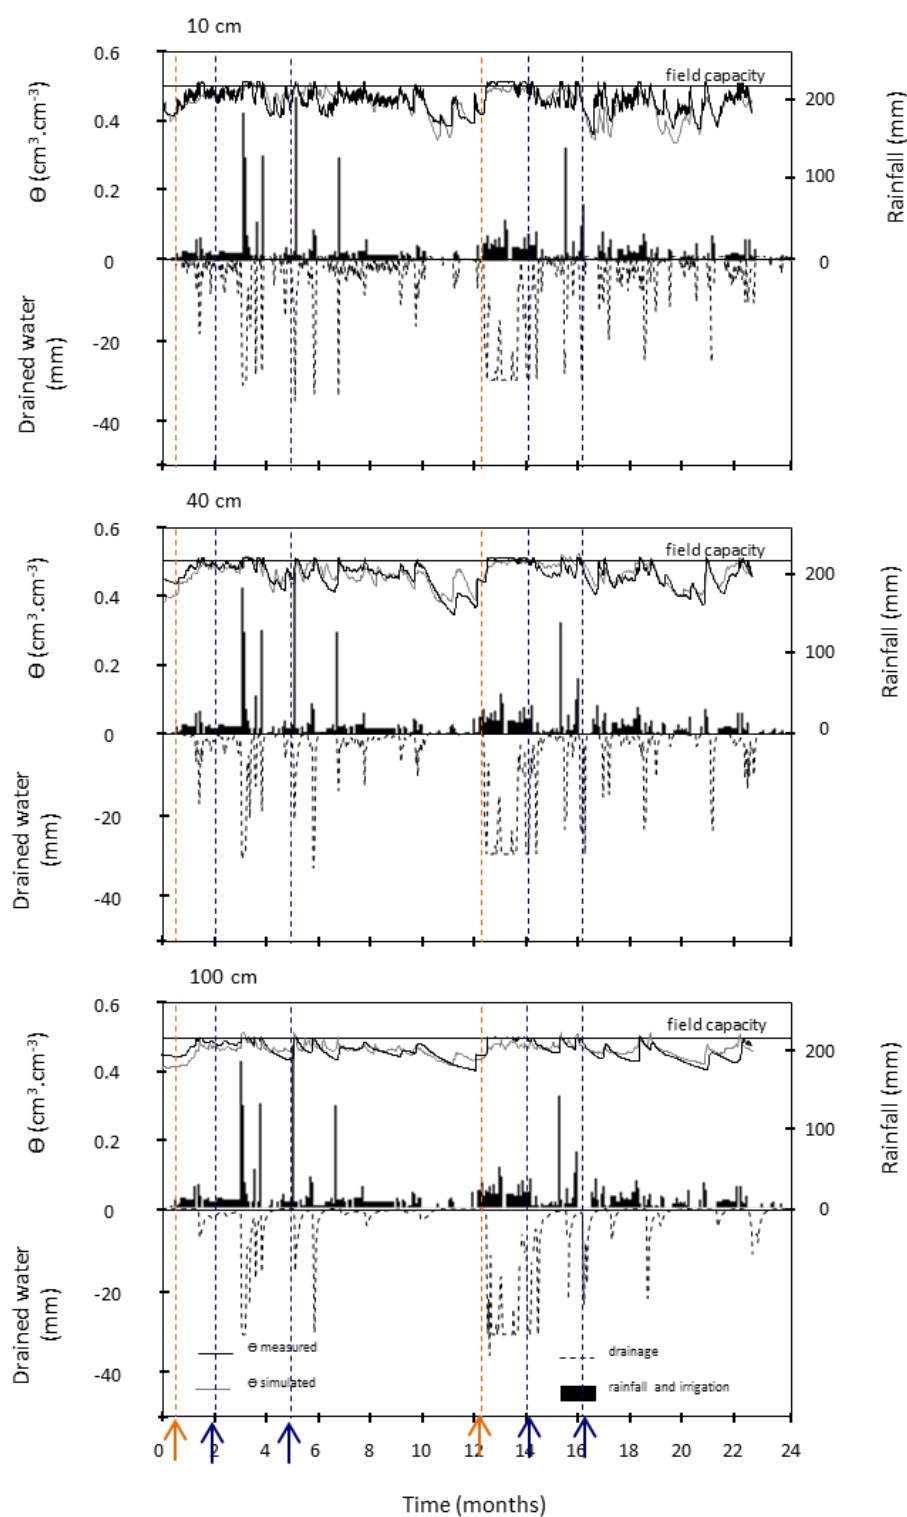 10 cm
0.6
field capacity
0.4
0.2
0
-20
-40
200
100
0
Ɵ (cm³.cm⁻³)
Rainfall (mm)
Drained water
(mm)
40 cm
0.6
field capacity
0.4
0.2
0
-20
-40
200
100
0
Ɵ (cm³.cm⁻³)
Rainfall (mm)
Drained water
(mm)
100 cm
0.6
field capacity
0.4
0.2
0
-20
-40
200
100
0
Ɵ (cm³.cm⁻³)
Rainfall (mm)
Drained water
(mm)
Ɵ measured
Ɵ simulated
drainage
rainfall and irrigation
0 2 4 6 8 10 12 14 16 18 20 22 24
Time (months)